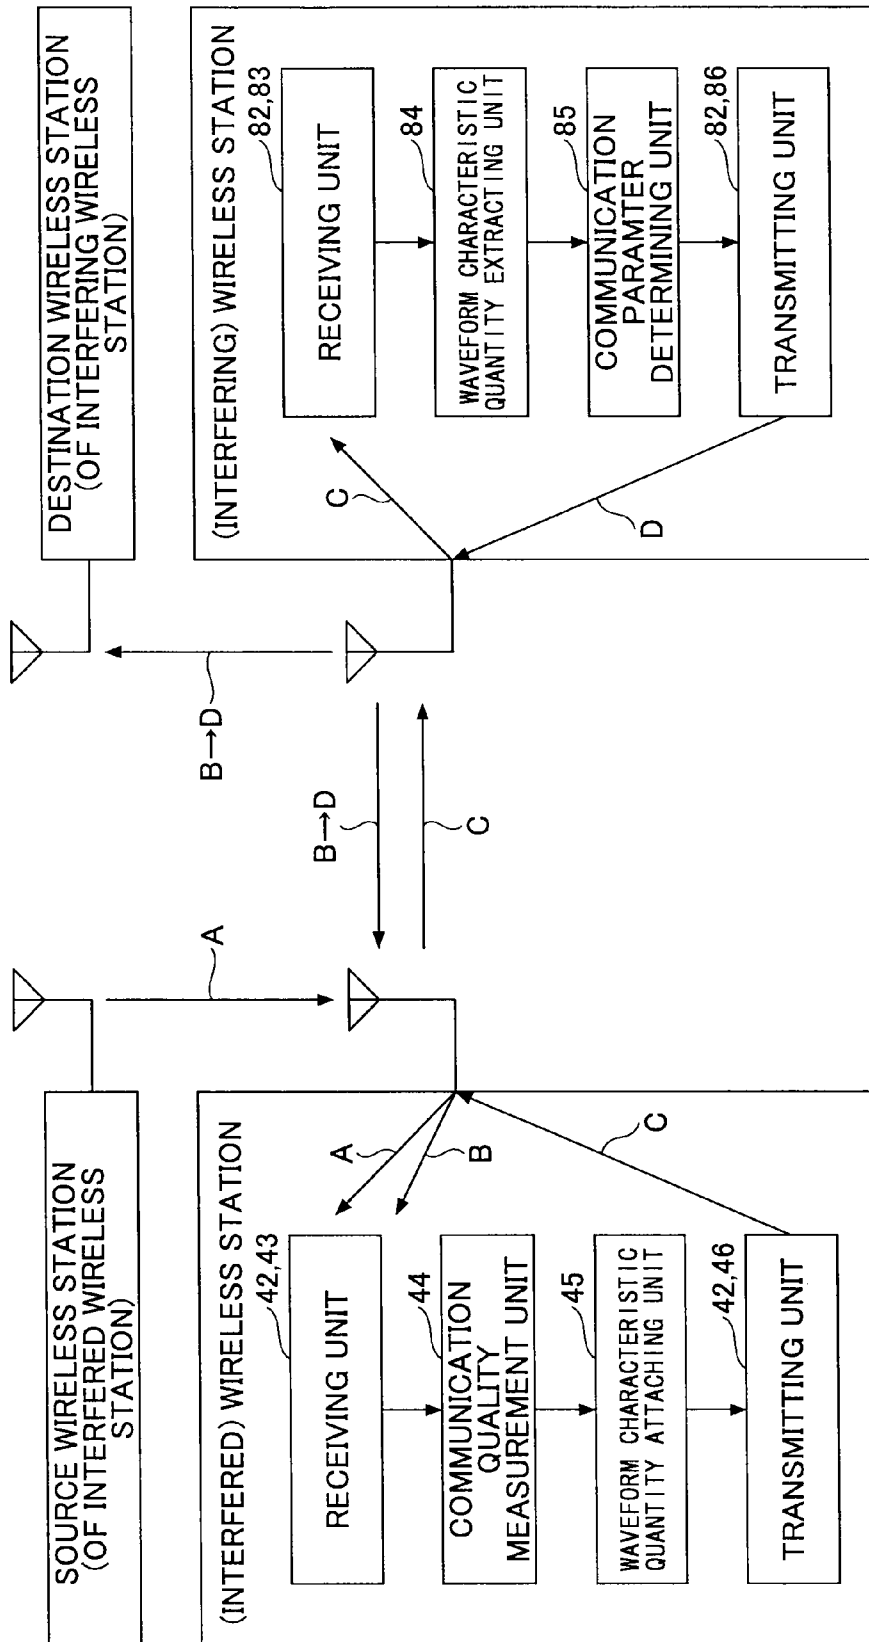 SOURCE WIRELESS STATION
(OF INTERFERED WIRELESS
STATION)
(INTERFERED) WIRELESS STATION
42,43
RECEIVING UNIT
44
COMMUNICATION
QUALITY
MEASUREMENT UNIT
45
WAVEFORM CHARACTERISTIC
QUANTITY ATTACHING UNIT
42,46
TRANSMITTING UNIT
A
B
C
A
B→D
C
B→D
DESTINATION WIRELESS STATION
(OF INTERFERING WIRELESS
STATION)
(INTERFERING) WIRELESS STATION
C
D
82,83
RECEIVING UNIT
84
WAVEFORM CHARACTERISTIC
QUANTITY EXTRACTING UNIT
85
COMMUNICATION
PARAMTER
DETERMINING UNIT
82,86
TRANSMITTING UNIT